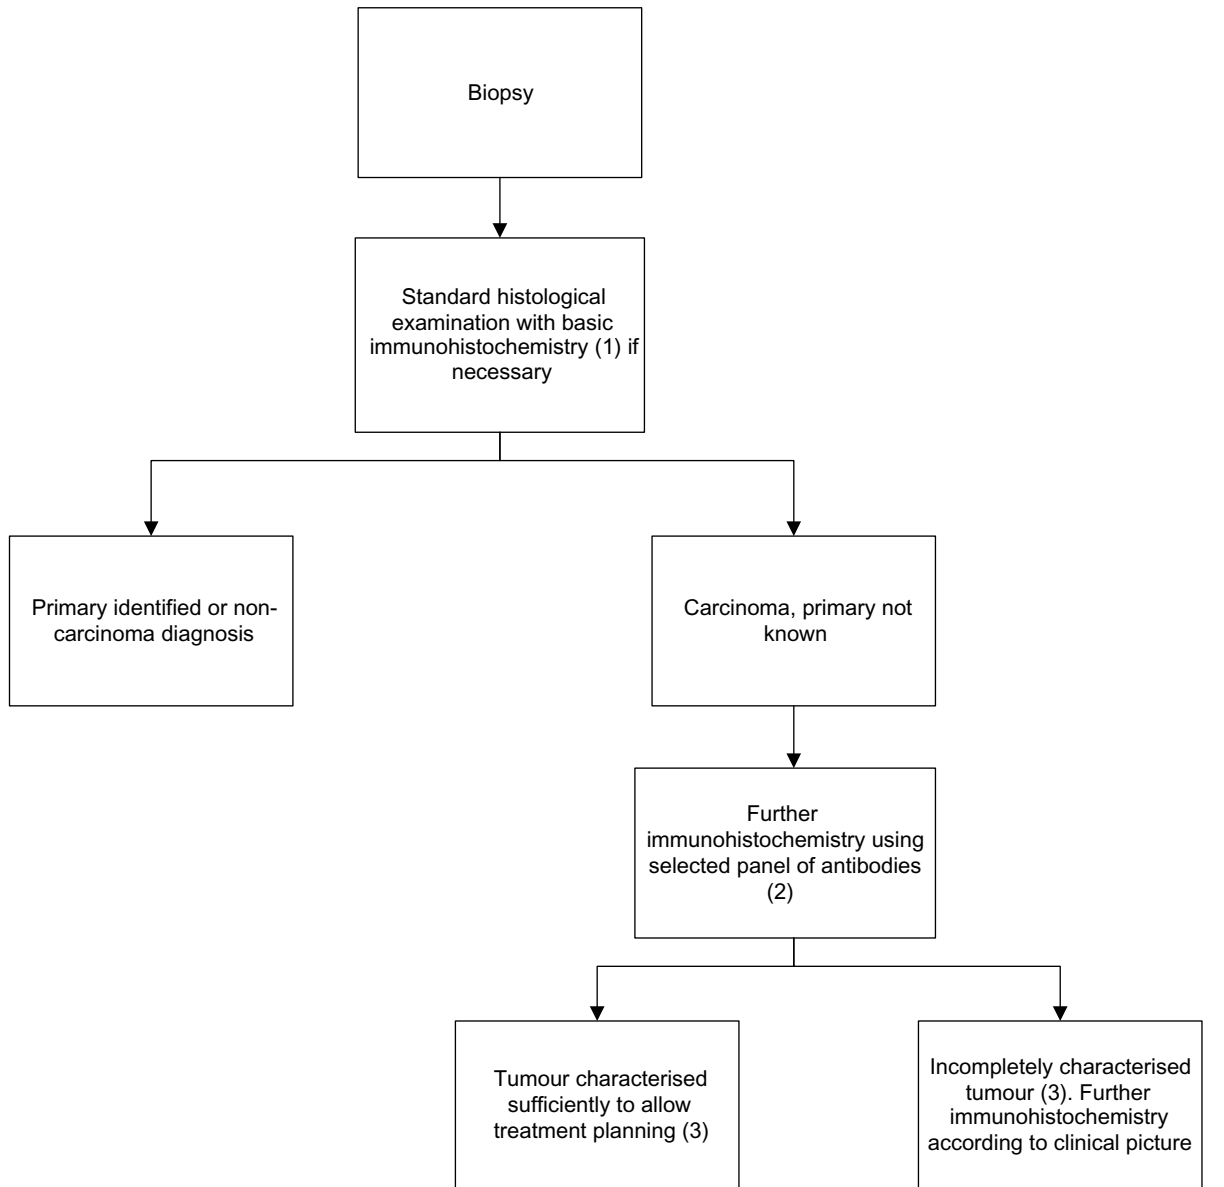 Biopsy
Standard histological
examination with basic
immunohistochemistry (1) if
necessary
Primary identified or non-
carcinoma diagnosis
Carcinoma, primary not
known
Further
immunohistochemistry using
selected panel of antibodies
(2)
Tumour characterised
sufficiently to allow
treatment planning (3)
Incompletely characterised
tumour (3). Further
immunohistochemistry
according to clinical picture